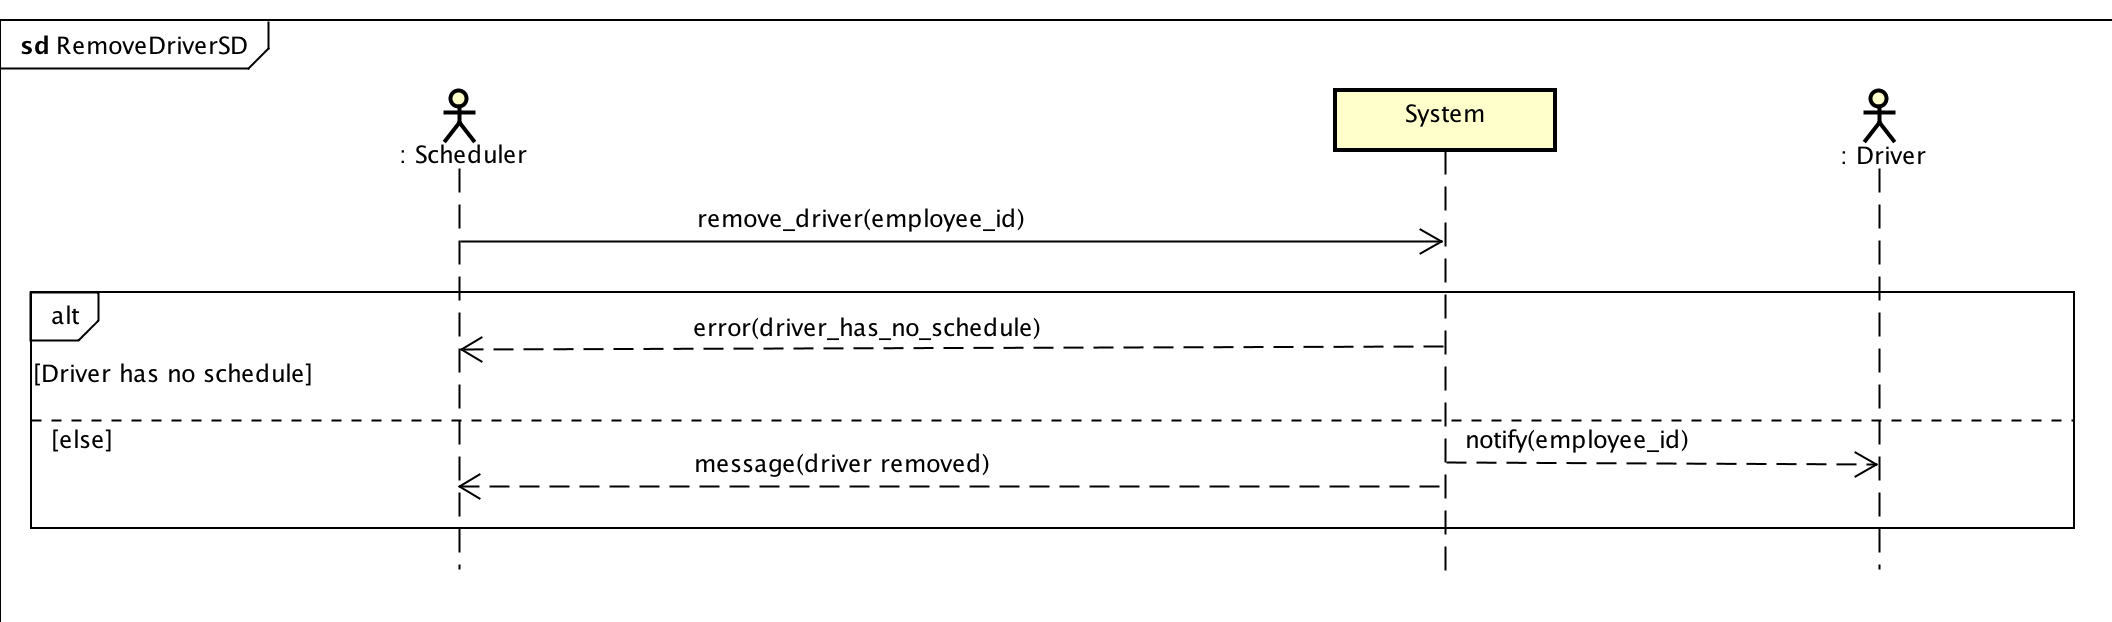 sd RemoveDriverSD
: Scheduler
System
: Driver
remove_driver(employee_id)
alt
error(driver_has_no_schedule)
[Driver has no schedule]
[else]
notify(employee_id)
message(driver removed)